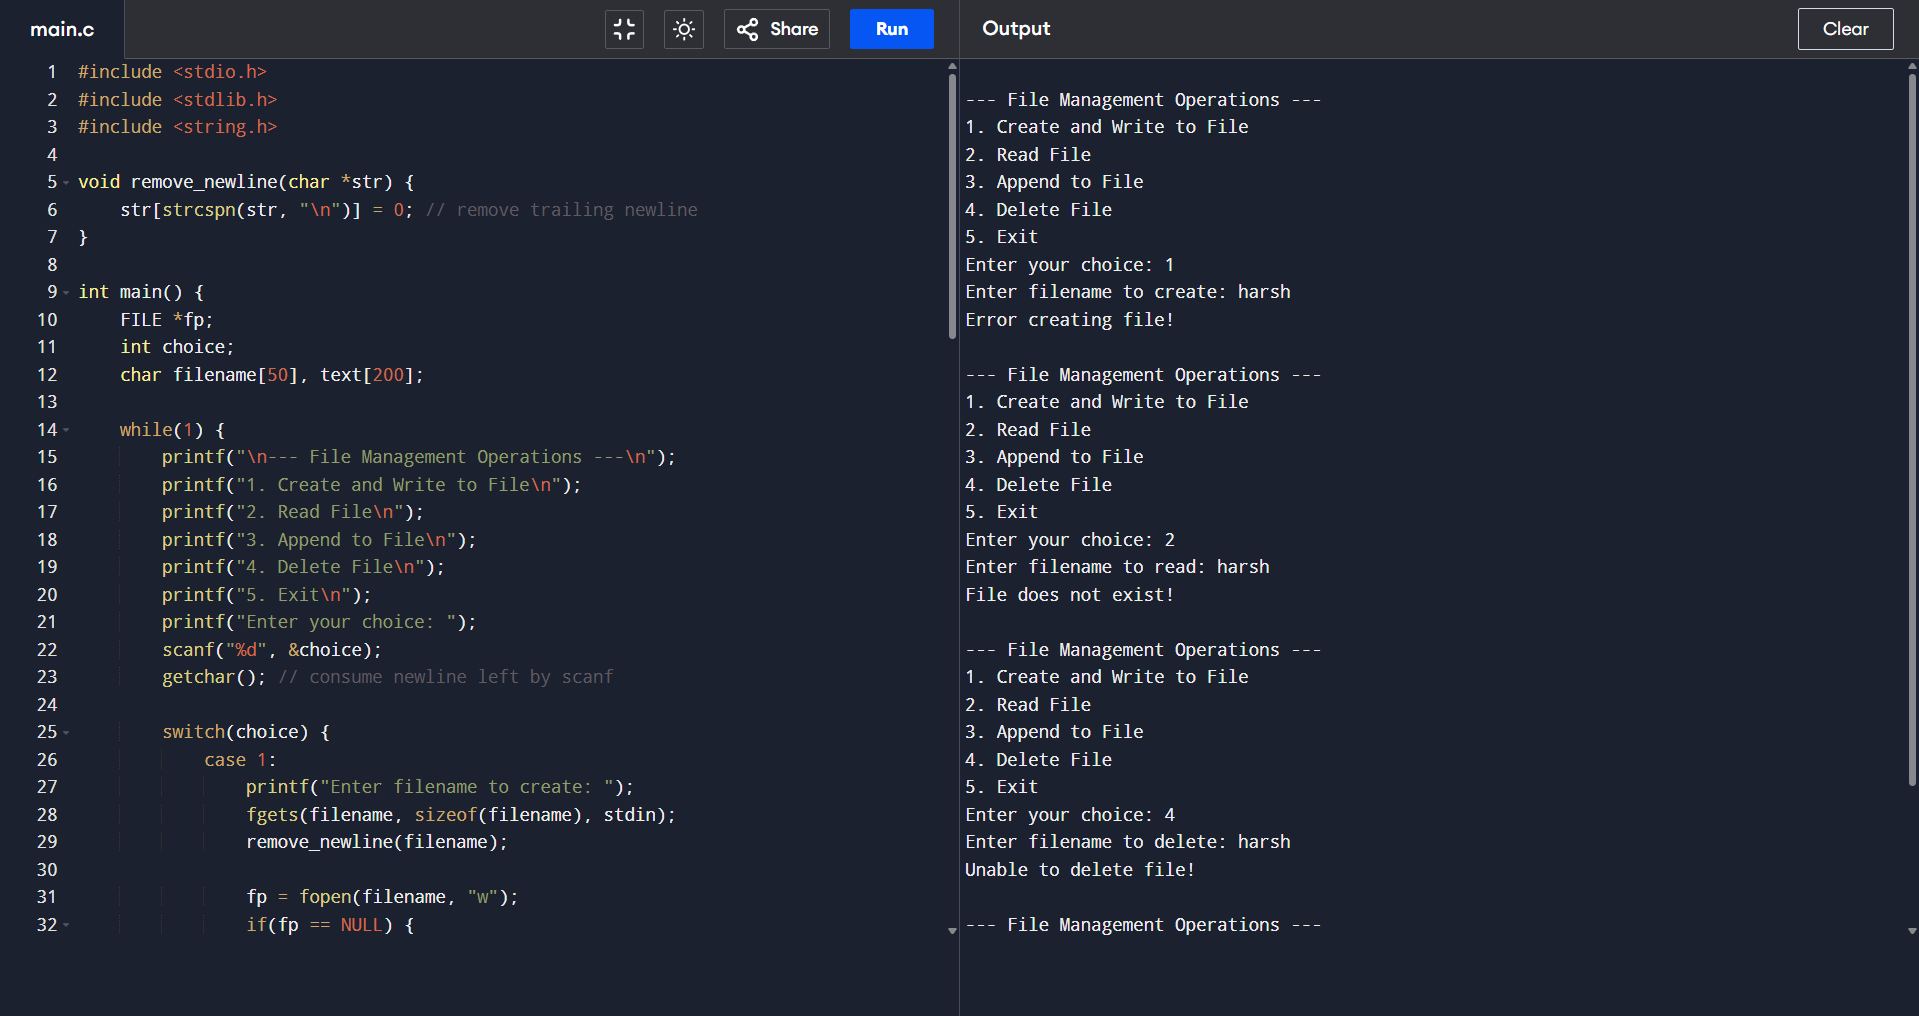 main.c
Share
Run
1 #include <stdio.h>
2 #include <stdlib.h>
3 #include <string.h>
4
5 void remove_newline(char *str) {
6     str[strcspn(str, "\n")] = 0; // remove trailing newline
7 }
8
9 int main() {
10     FILE *fp;
11     int choice;
12     char filename[50], text[200];
13
14     while(1) {
15         printf("\n--- File Management Operations ---\n");
16         printf("1. Create and Write to File\n");
17         printf("2. Read File\n");
18         printf("3. Append to File\n");
19         printf("4. Delete File\n");
20         printf("5. Exit\n");
21         printf("Enter your choice: ");
22         scanf("%d", &choice);
23         getchar(); // consume newline left by scanf
24
25         switch(choice) {
26             case 1:
27                 printf("Enter filename to create: ");
28                 fgets(filename, sizeof(filename), stdin);
29                 remove_newline(filename);
30
31                 fp = fopen(filename, "w");
32                 if(fp == NULL) {
Output
Clear
--- File Management Operations ---
1. Create and Write to File
2. Read File
3. Append to File
4. Delete File
5. Exit
Enter your choice: 1
Enter filename to create: harsh
Error creating file!
--- File Management Operations ---
1. Create and Write to File
2. Read File
3. Append to File
4. Delete File
5. Exit
Enter your choice: 2
Enter filename to read: harsh
File does not exist!
--- File Management Operations ---
1. Create and Write to File
2. Read File
3. Append to File
4. Delete File
5. Exit
Enter your choice: 4
Enter filename to delete: harsh
Unable to delete file!
--- File Management Operations ---